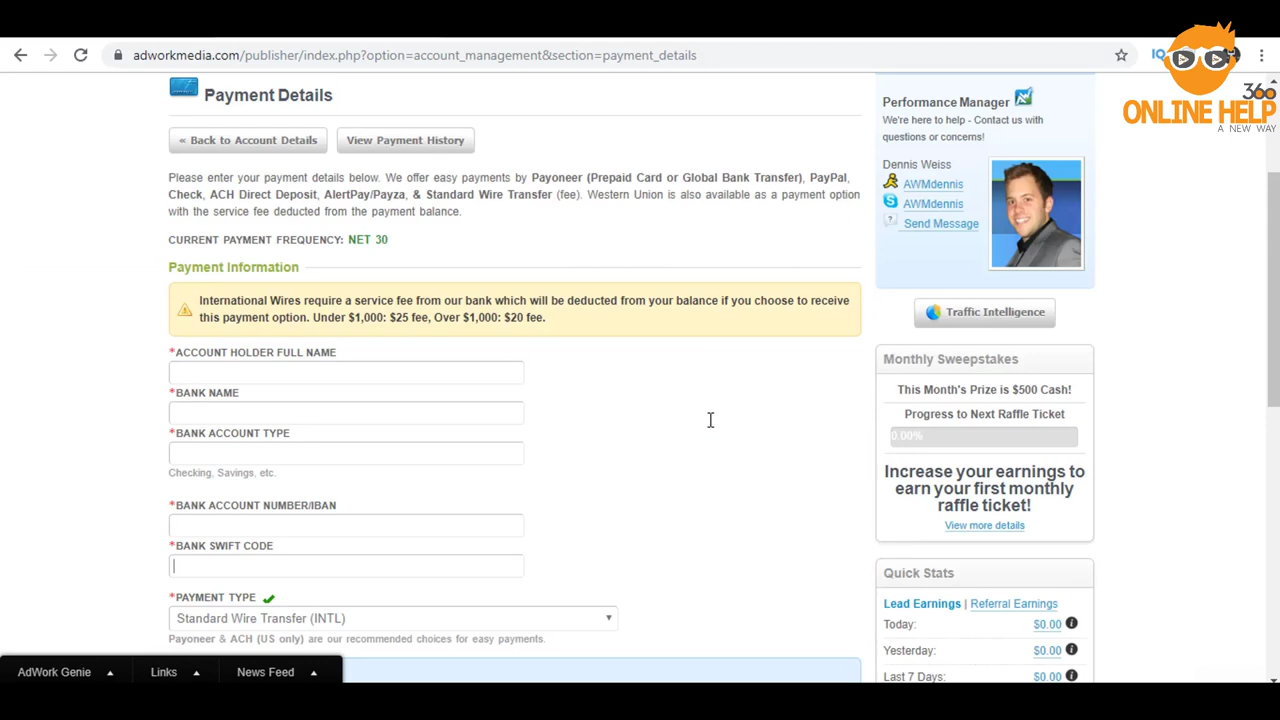 adworkmedia.com/publisher/index.php?option=account_management&section=payment_details
IQ
360
ONLINE HELP
A NEW WAY
Payment Details
« Back to Account Details
View Payment History
Please enter your payment details below. We offer easy payments by Payoneer (Prepaid Card or Global Bank Transfer), PayPal,
Check, ACH Direct Deposit, AlertPay/Payza, & Standard Wire Transfer (fee). Western Union is also available as a payment option
with the service fee deducted from the payment balance.
CURRENT PAYMENT FREQUENCY: NET 30
Payment Information
International Wires require a service fee from our bank which will be deducted from your balance if you choose to receive
this payment option. Under $1,000: $25 fee, Over $1,000: $20 fee.
*ACCOUNT HOLDER FULL NAME
*BANK NAME
*BANK ACCOUNT TYPE
Checking, Savings, etc.
*BANK ACCOUNT NUMBER/IBAN
*BANK SWIFT CODE
*PAYMENT TYPE
Standard Wire Transfer (INTL)
Payoneer & ACH (US only) are our recommended choices for easy payments.
Performance Manager
We're here to help - Contact us with
questions or concerns!
Dennis Weiss
AWMdennis
AWMdennis
Send Message
Traffic Intelligence
Monthly Sweepstakes
This Month's Prize is $500 Cash!
Progress to Next Raffle Ticket
0.00%
Increase your earnings to
earn your first monthly
raffle ticket!
View more details
Quick Stats
Lead Earnings | Referral Earnings
Today: $0.00
Yesterday: $0.00
Last 7 Days: $0.00
AdWork Genie
Links
News Feed